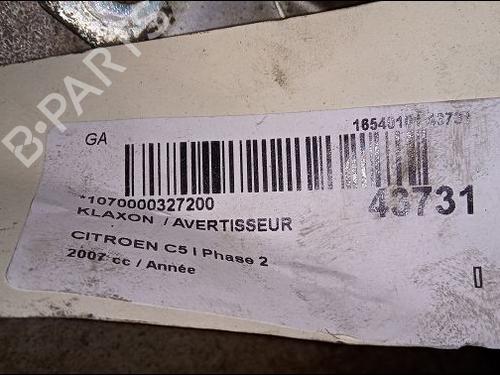 B-PARTS
GA
*1070000327200
43731
KLAXON / AVERTISSEUR
CITROEN C5 I Phase 2
2007 cc / Année